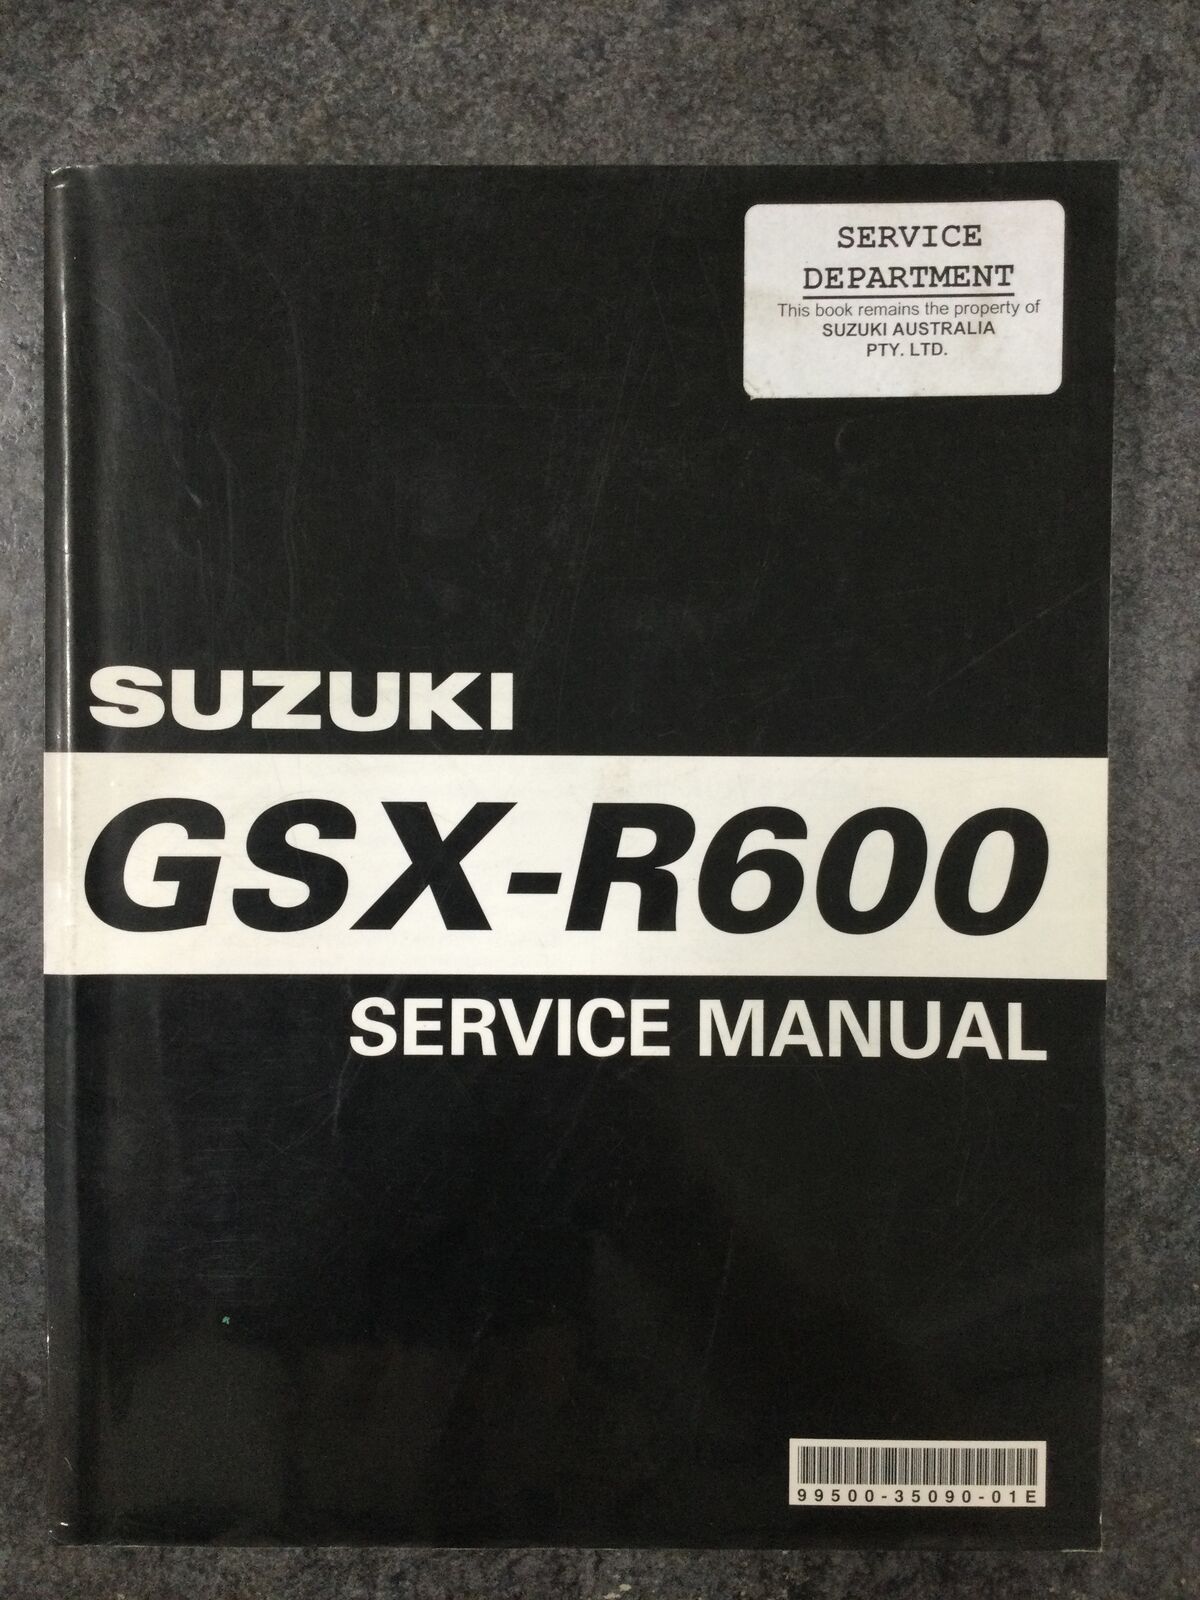 SERVICE
DEPARTMENT
This book remains the property of
SUZUKI AUSTRALIA
PTY. LTD.
SUZUKI
GSX-R600
SERVICE MANUAL
99500-35090-01E